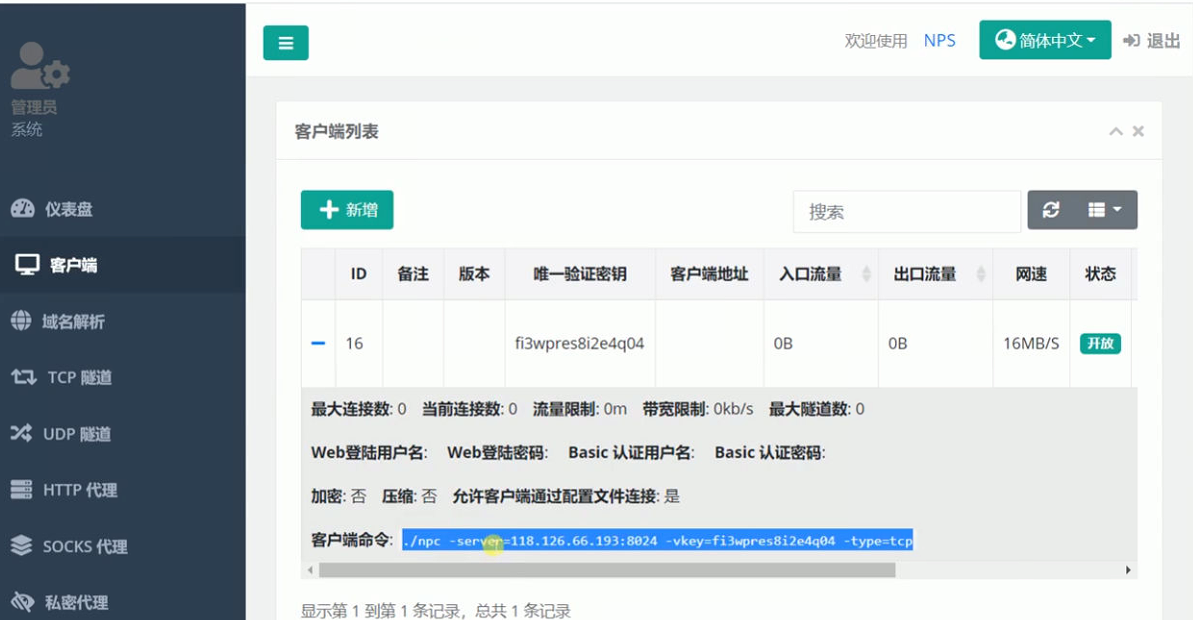 欢迎使用 NPS 简体中文 退出
管理员
系统
仪表盘
客户端
域名解析
TCP 隧道
UDP 隧道
HTTP 代理
SOCKS 代理
私密代理
客户端列表
新增 搜索
ID 备注 版本 唯一验证密钥 客户端地址 入口流量 出口流量 网速 状态
16 fi3wpres8i2e4q04 0B 0B 16MB/S 开放
最大连接数: 0 当前连接数: 0 流量限制: 0m 带宽限制: 0kb/s 最大隧道数: 0
Web登陆用户名: Web登陆密码: Basic 认证用户名: Basic 认证密码:
加密: 否 压缩: 否 允许客户端通过配置文件连接: 是
客户端命令: ./npc -server=118.126.66.193:8024 -vkey=fi3wpres8i2e4q04 -type=tcp
显示第 1 到第 1 条记录，总共 1 条记录